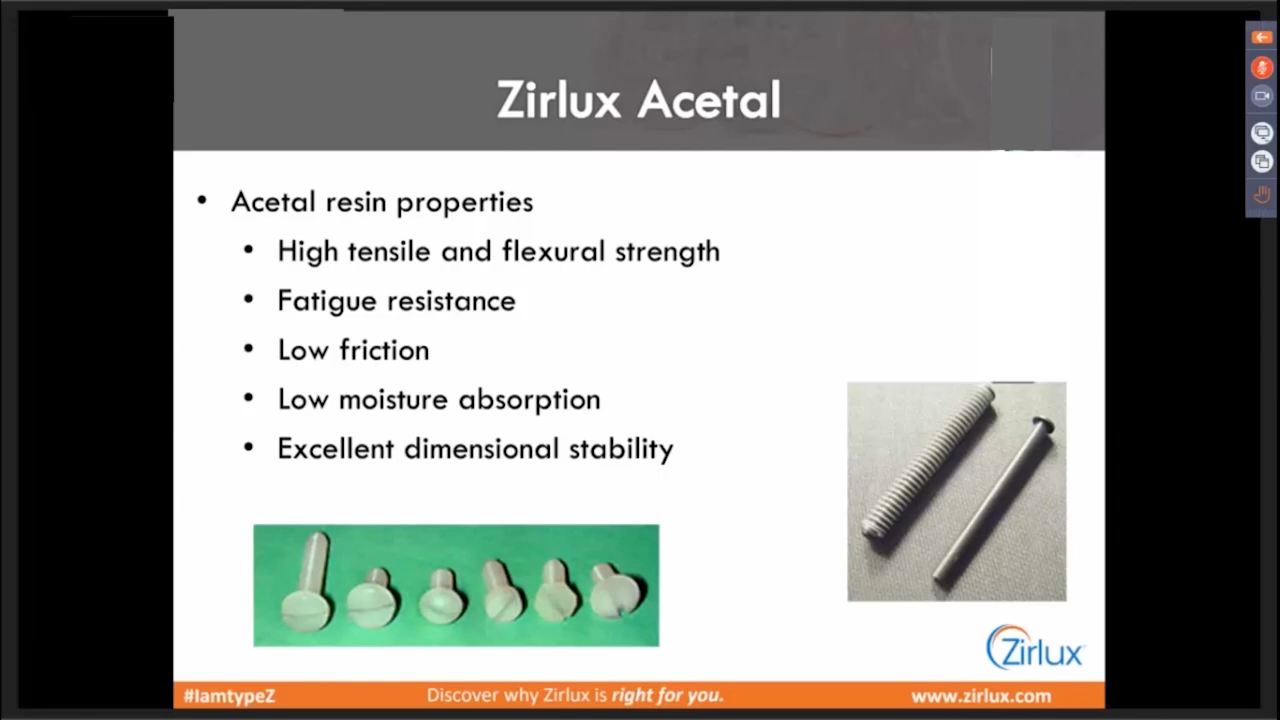 Zirlux Acetal
• Acetal resin properties
• High tensile and flexural strength
• Fatigue resistance
• Low friction
• Low moisture absorption
• Excellent dimensional stability
Zirlux
#IamtypeZ
Discover why Zirlux is right for you.
www.zirlux.com